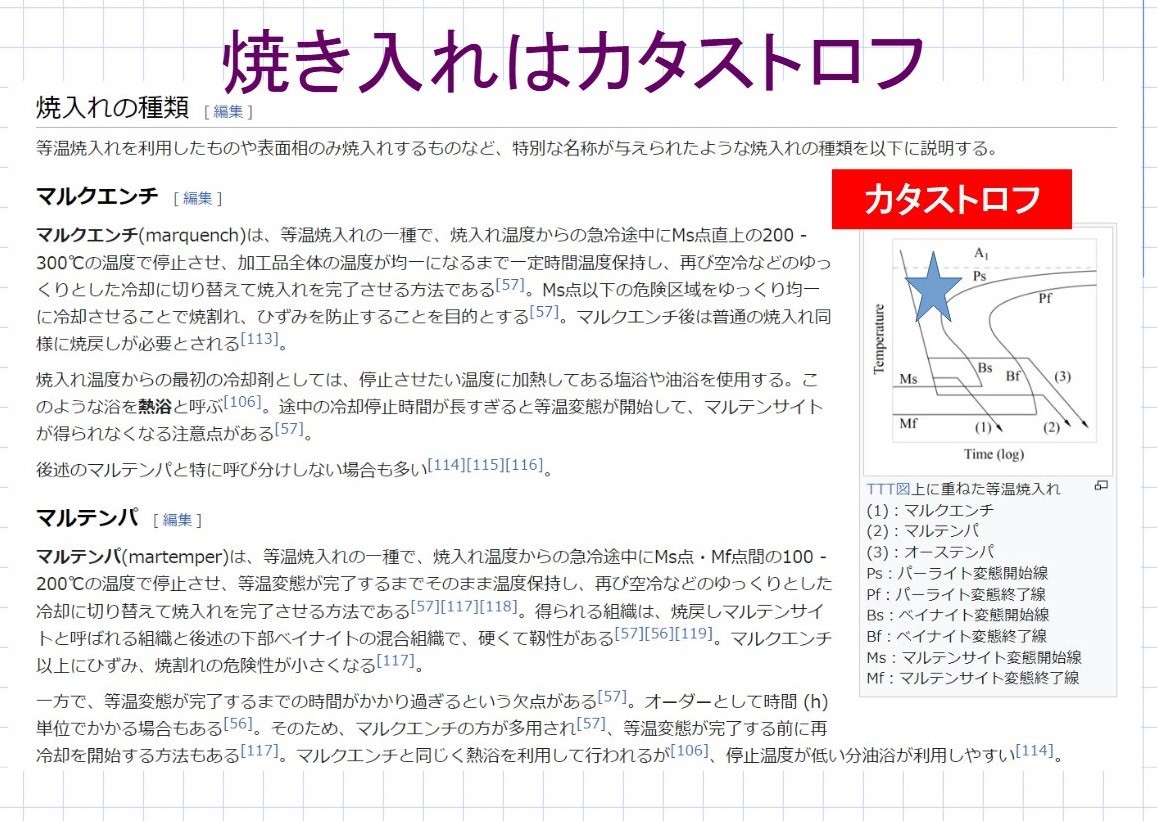 焼き入れはカタストロフ
焼入れの種類 [ 編集 ]
等温焼入れを利用したものや表面相のみ焼入れするものなど、特別な名称が与えられたような焼入れの種類を以下に説明する。
マルクエンチ [ 編集 ]
マルクエンチ(marquench)は、等温焼入れの一種で、焼入れ温度からの急冷途中にMs点直上の200 -
300℃の温度で停止させ、加工品全体の温度が均一になるまで一定時間温度保持し、再び空冷などのゆっ
くりとした冷却に切り替えて焼入れを完了させる方法である[57]。Ms点以下の危険区域をゆっくり均一
に冷却させることで焼割れ、ひずみを防止することを目的とする[57]。マルクエンチ後は普通の焼入れ同
様に焼戻しが必要とされる[113]。
焼入れ温度からの最初の冷却剤としては、停止させたい温度に加熱してある塩浴や油浴を使用する。こ
のような浴を熱浴と呼ぶ[106]。途中の冷却停止時間が長すぎると等温変態が開始して、マルテンサイト
が得られなくなる注意点がある[57]。
後述のマルテンパと特に呼び分けしない場合も多い[114][115][116]。
マルテンパ [ 編集 ]
マルテンパ(martemper)は、等温焼入れの一種で、焼入れ温度からの急冷途中にMs点・Mf点間の100 -
200℃の温度で停止させ、等温変態が完了するまでそのまま温度保持し、再び空冷などのゆっくりとした
冷却に切り替えて焼入れを完了させる方法である[57][117][118]。得られる組織は、焼戻しマルテンサイ
トと呼ばれる組織と後述の下部ベイナイトの混合組織で、硬くて靱性がある[57][56][119]。マルクエンチ
以上にひずみ、焼割れの危険性が小さくなる[117]。
一方で、等温変態が完了するまでの時間がかかり過ぎるという欠点がある[57]。オーダーとして時間 (h)
単位でかかる場合もある[56]。そのため、マルクエンチの方が多用され[57]、等温変態が完了する前に再
冷却を開始する方法もある[117]。マルクエンチと同じく熱浴を利用して行われるが[106]、停止温度が低い分油浴が利用しやすい[114]。
カタストロフ
A1
Ps
Pf
Temperature
Bs
Bf
(3)
Ms
Mf
(1)
(2)
Time (log)
TTT図上に重ねた等温焼入れ
(1)：マルクエンチ
(2)：マルテンパ
(3)：オーステンパ
Ps：パーライト変態開始線
Pf：パーライト変態終了線
Bs：ベイナイト変態開始線
Bf：ベイナイト変態終了線
Ms：マルテンサイト変態開始線
Mf：マルテンサイト変態終了線